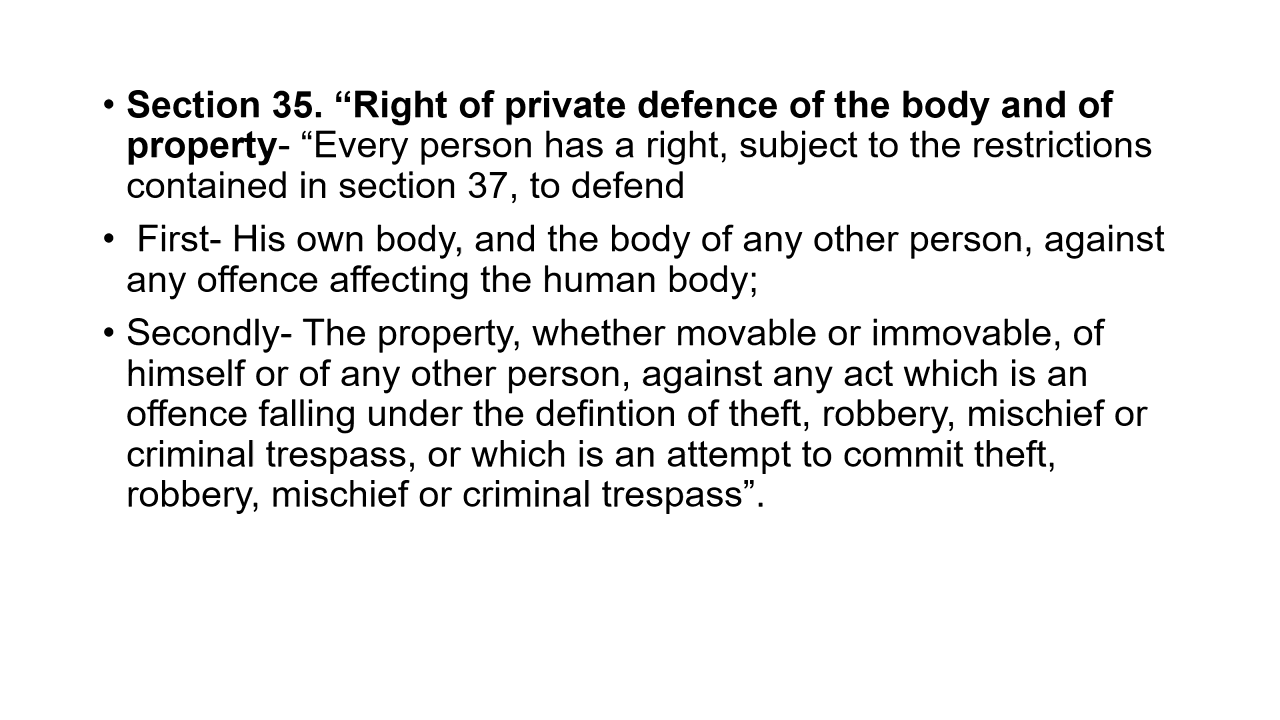 • Section 35. “Right of private defence of the body and of
property- “Every person has a right, subject to the restrictions
contained in section 37, to defend
• First- His own body, and the body of any other person, against
any offence affecting the human body;
• Secondly- The property, whether movable or immovable, of
himself or of any other person, against any act which is an
offence falling under the defintion of theft, robbery, mischief or
criminal trespass, or which is an attempt to commit theft,
robbery, mischief or criminal trespass”.